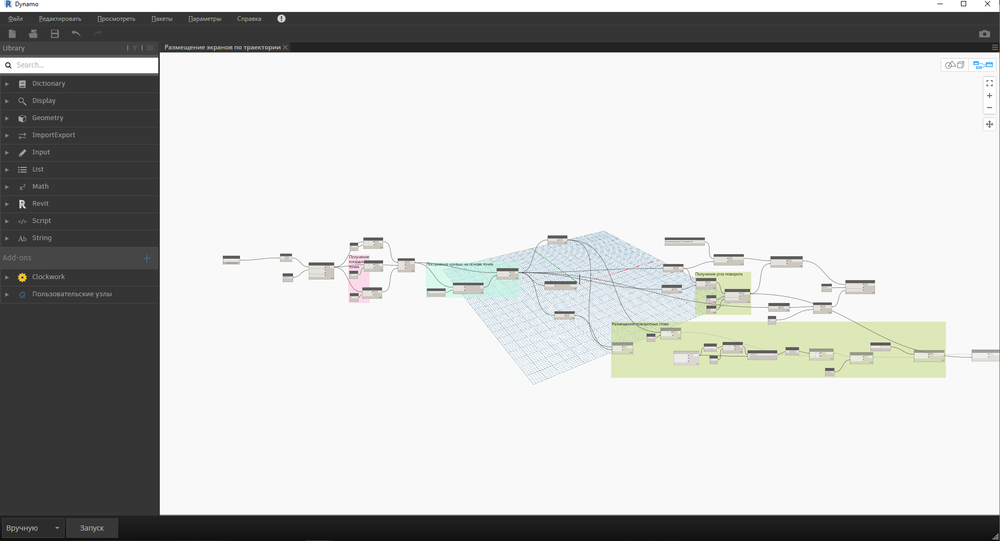 Dynamo
Файл Редактировать Просмотреть Пакеты Параметры Справка
Library
Размещение экранов по траектории
Search...
Dictionary
Display
Geometry
ImportExport
Input
List
Math
Revit
Script
String
Add-ons
Clockwork
Пользовательские узлы
Получение
коорди
точек
Построение кривых на основе точек
Получение угла поворота
Размещение поворотных стоек
Вручную
Запуск